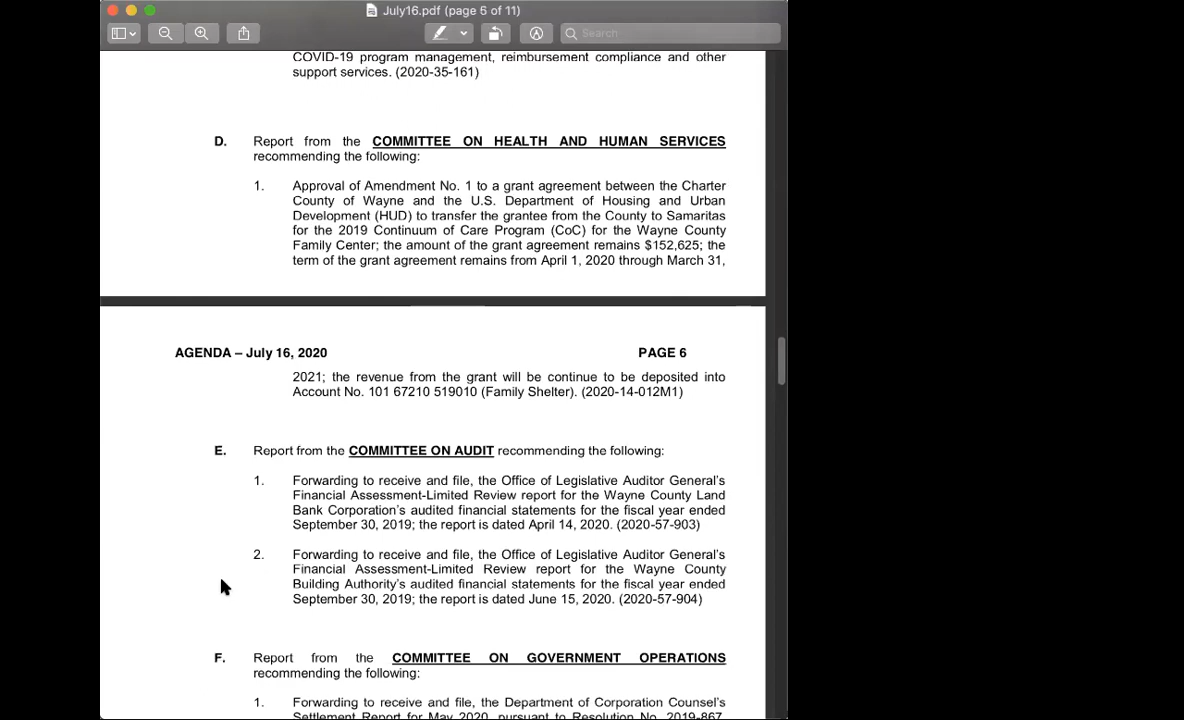 July16.pdf (page 6 of 11)
Search
COVID-19 program management, reimbursement compliance and other
support services. (2020-35-161)
D. Report from the COMMITTEE ON HEALTH AND HUMAN SERVICES
recommending the following:
1. Approval of Amendment No. 1 to a grant agreement between the Charter
County of Wayne and the U.S. Department of Housing and Urban
Development (HUD) to transfer the grantee from the County to Samaritas
for the 2019 Continuum of Care Program (CoC) for the Wayne County
Family Center; the amount of the grant agreement remains $152,625; the
term of the grant agreement remains from April 1, 2020 through March 31,
AGENDA – July 16, 2020 PAGE 6
2021; the revenue from the grant will be continue to be deposited into
Account No. 101 67210 519010 (Family Shelter). (2020-14-012M1)
E. Report from the COMMITTEE ON AUDIT recommending the following:
1. Forwarding to receive and file, the Office of Legislative Auditor General's
Financial Assessment-Limited Review report for the Wayne County Land
Bank Corporation's audited financial statements for the fiscal year ended
September 30, 2019; the report is dated April 14, 2020. (2020-57-903)
2. Forwarding to receive and file, the Office of Legislative Auditor General's
Financial Assessment-Limited Review report for the Wayne County
Building Authority's audited financial statements for the fiscal year ended
September 30, 2019; the report is dated June 15, 2020. (2020-57-904)
F. Report from the COMMITTEE ON GOVERNMENT OPERATIONS
recommending the following:
1. Forwarding to receive and file, the Department of Corporation Counsel's
Settlement Report for May 2020, pursuant to Resolution No. 2019-867.